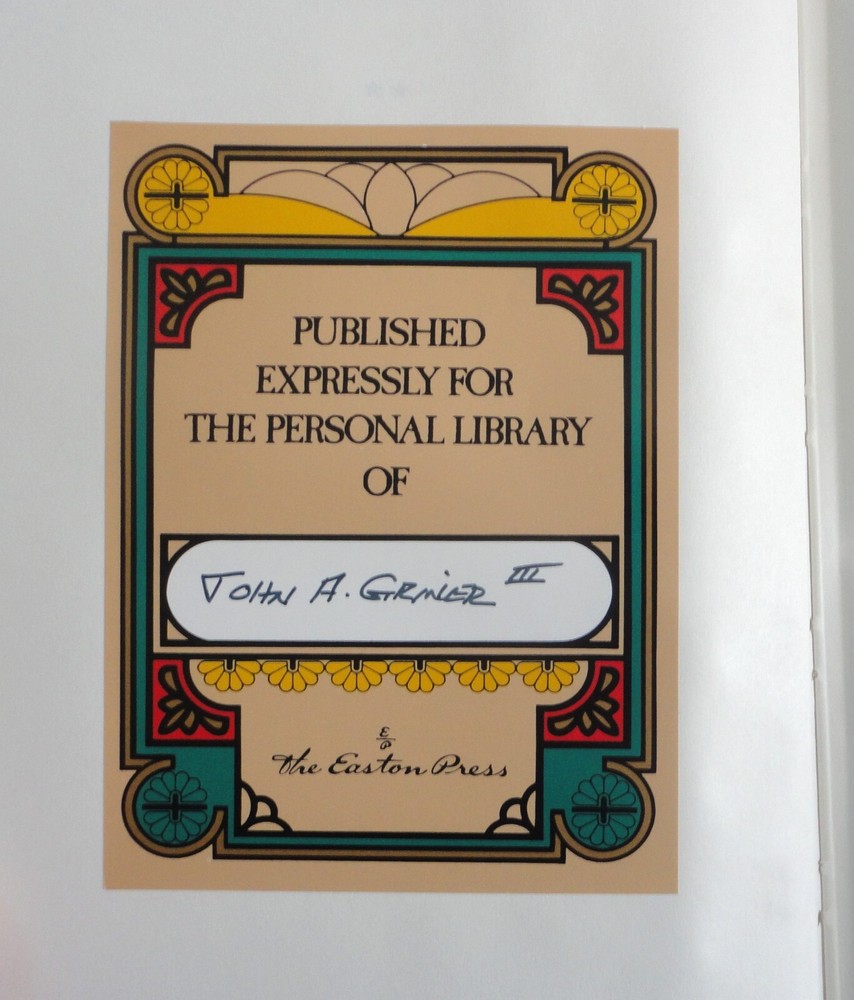 PUBLISHED
EXPRESSLY FOR
THE PERSONAL LIBRARY
OF
JOHN A. III
E
P
The Easton Press